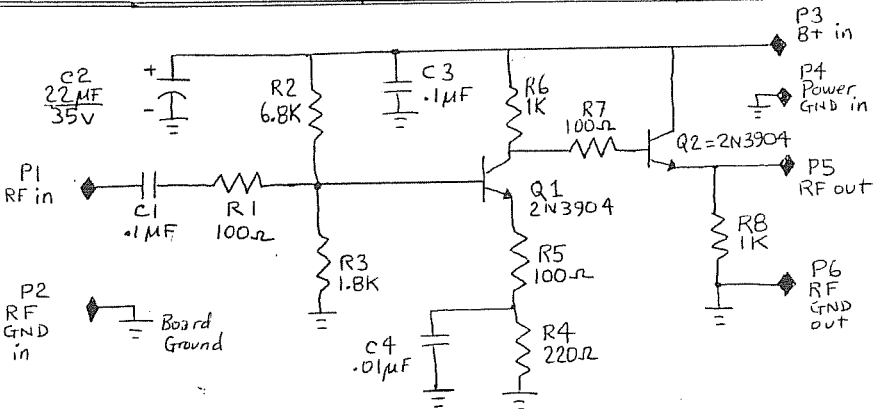 P3
B+ in
C2
22µF
35V
+
-
R2
6.8K
C3
.1µF
R6
1K
R7
100Ω
P4
Power
GND in
Q2=2N3904
P1
RF in
C1
.1µF
R1
100Ω
Q1
2N3904
P5
RF out
R3
1.8K
R5
100Ω
R8
1K
P2
RF
GND
in
Board
Ground
C4
.01µF
R4
220Ω
P6
RF
GND
out